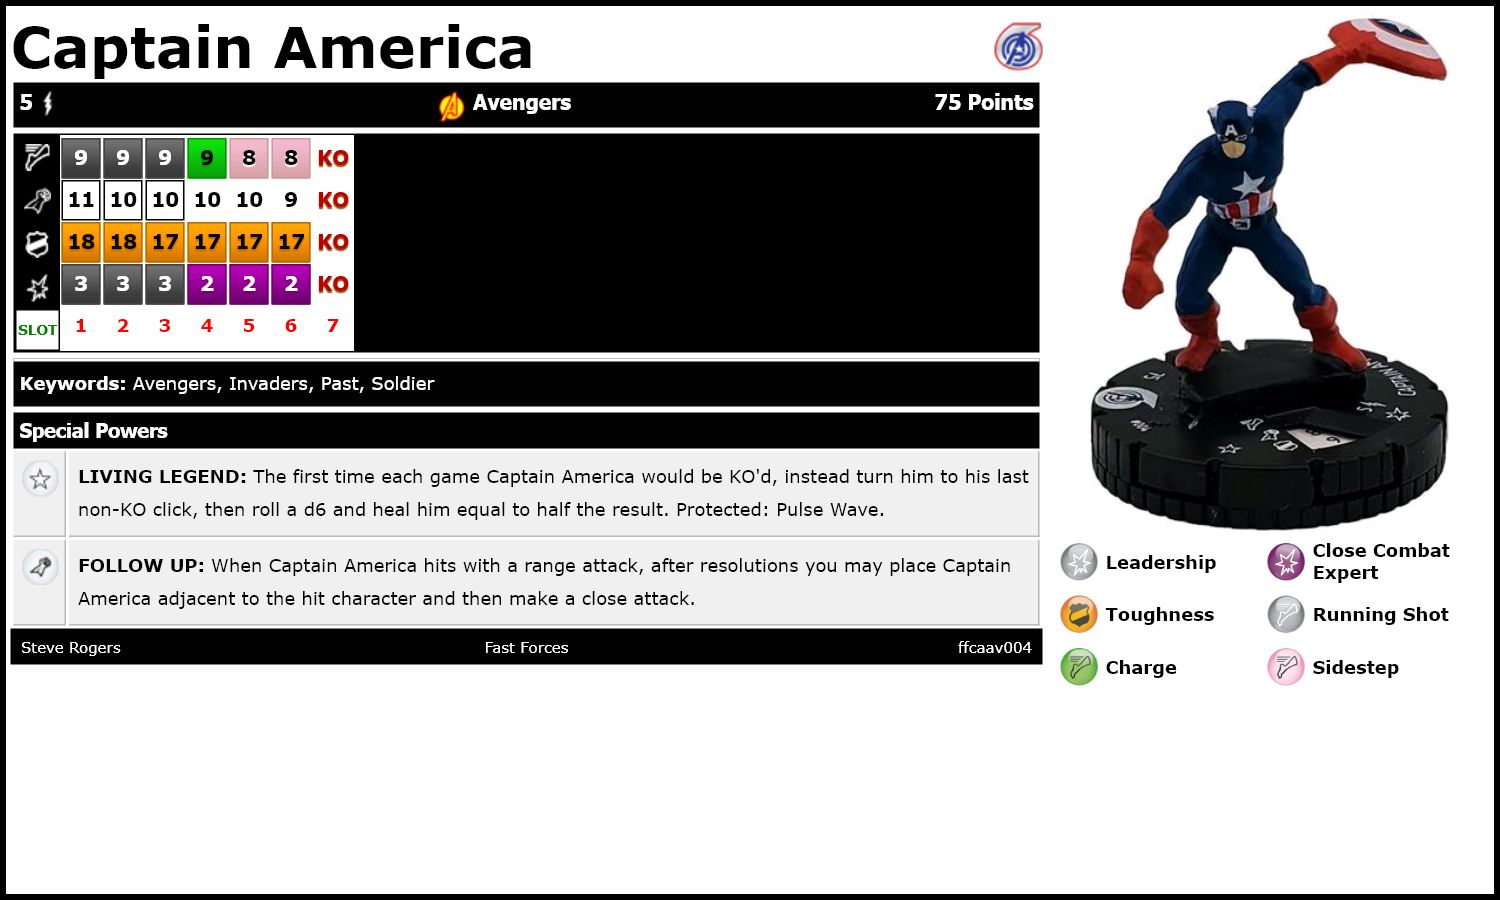 Captain America
5 Avengers 75 Points
9 9 9 9 8 8 KO
11 10 10 10 10 9 KO
18 18 17 17 17 17 KO
3 3 3 2 2 2 KO
SLOT 1 2 3 4 5 6 7
Keywords: Avengers, Invaders, Past, Soldier
Special Powers
LIVING LEGEND: The first time each game Captain America would be KO'd, instead turn him to his last
non-KO click, then roll a d6 and heal him equal to half the result. Protected: Pulse Wave.
FOLLOW UP: When Captain America hits with a range attack, after resolutions you may place Captain
America adjacent to the hit character and then make a close attack.
Steve Rogers Fast Forces ffcaav004
A
CAPTAIN
Leadership
Close Combat
Expert
Toughness
Running Shot
Charge
Sidestep